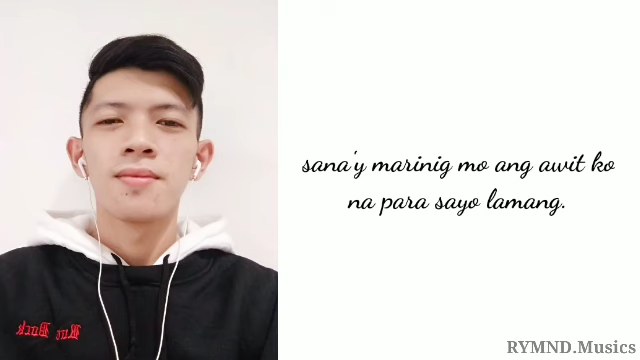 sana'y marinig mo ang awit ko
na para sayo lamang.
RYMND.Musics